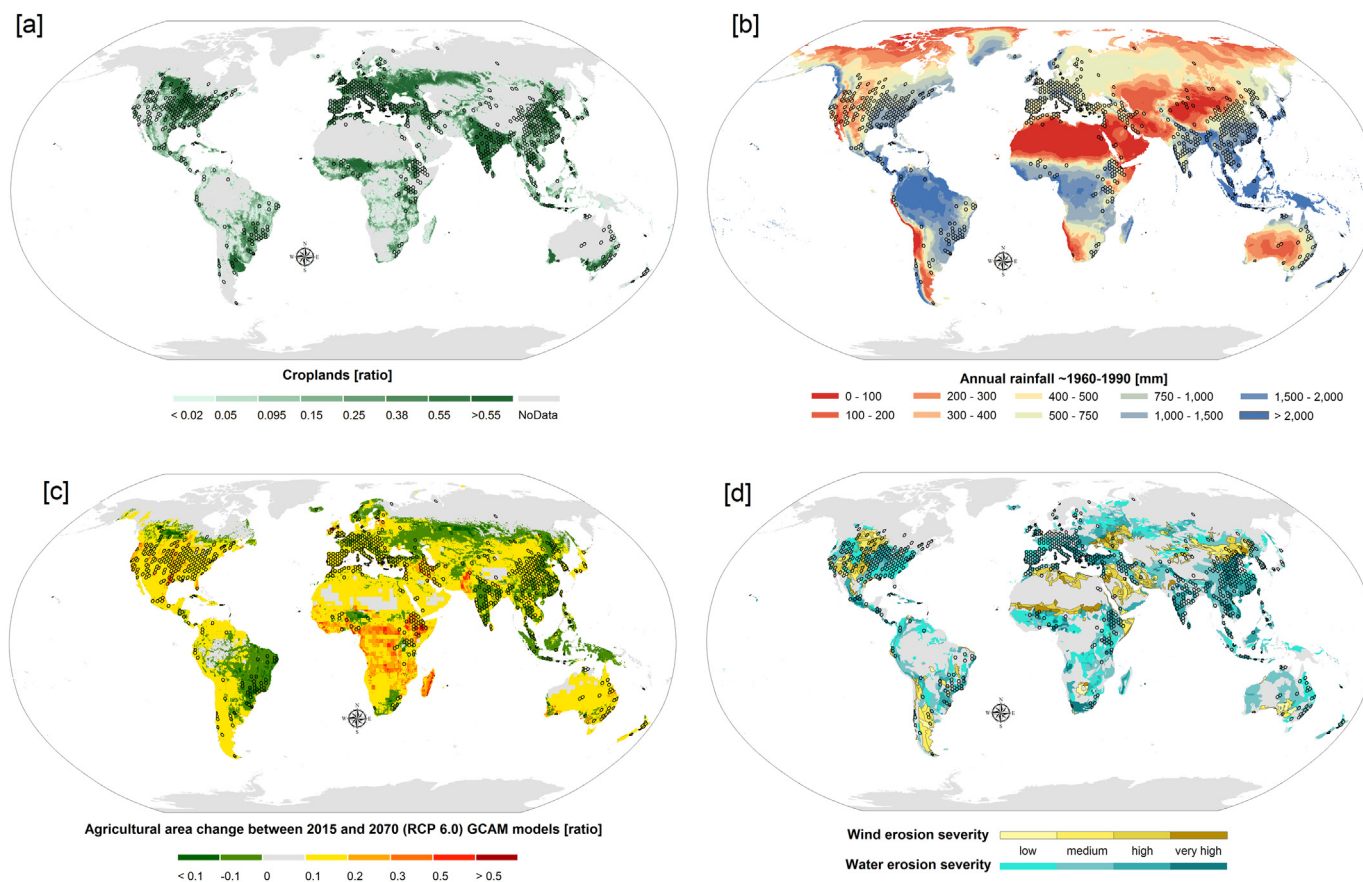 [a]
[b]
N
W E
S
N
W E
S
Croplands [ratio]
< 0.02 0.05 0.095 0.15 0.25 0.38 0.55 >0.55 NoData
Annual rainfall ~1960-1990 [mm]
0 - 100 200 - 300 400 - 500 750 - 1,000 1,500 - 2,000
100 - 200 300 - 400 500 - 750 1,000 - 1,500 > 2,000
[c]
[d]
N
W E
S
N
W E
S
Agricultural area change between 2015 and 2070 (RCP 6.0) GCAM models [ratio]
< 0.1 -0.1 0 0.1 0.2 0.3 0.5 > 0.5
Wind erosion severity
low medium high very high
Water erosion severity